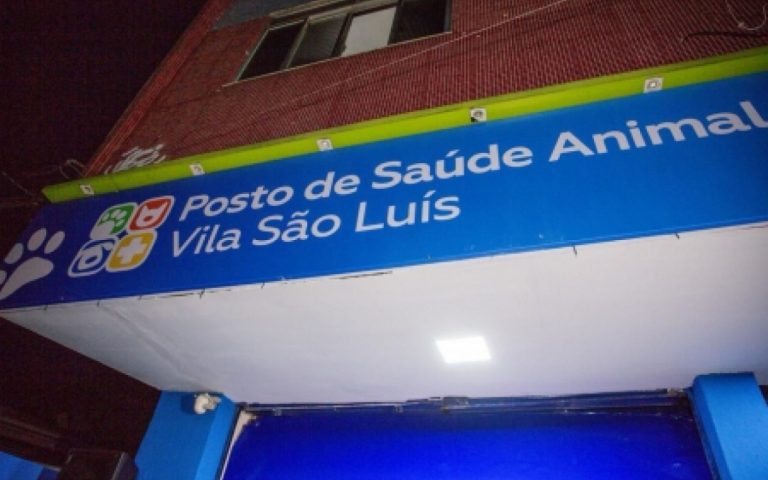 Posto de Saúde Animal
Vila São Luís